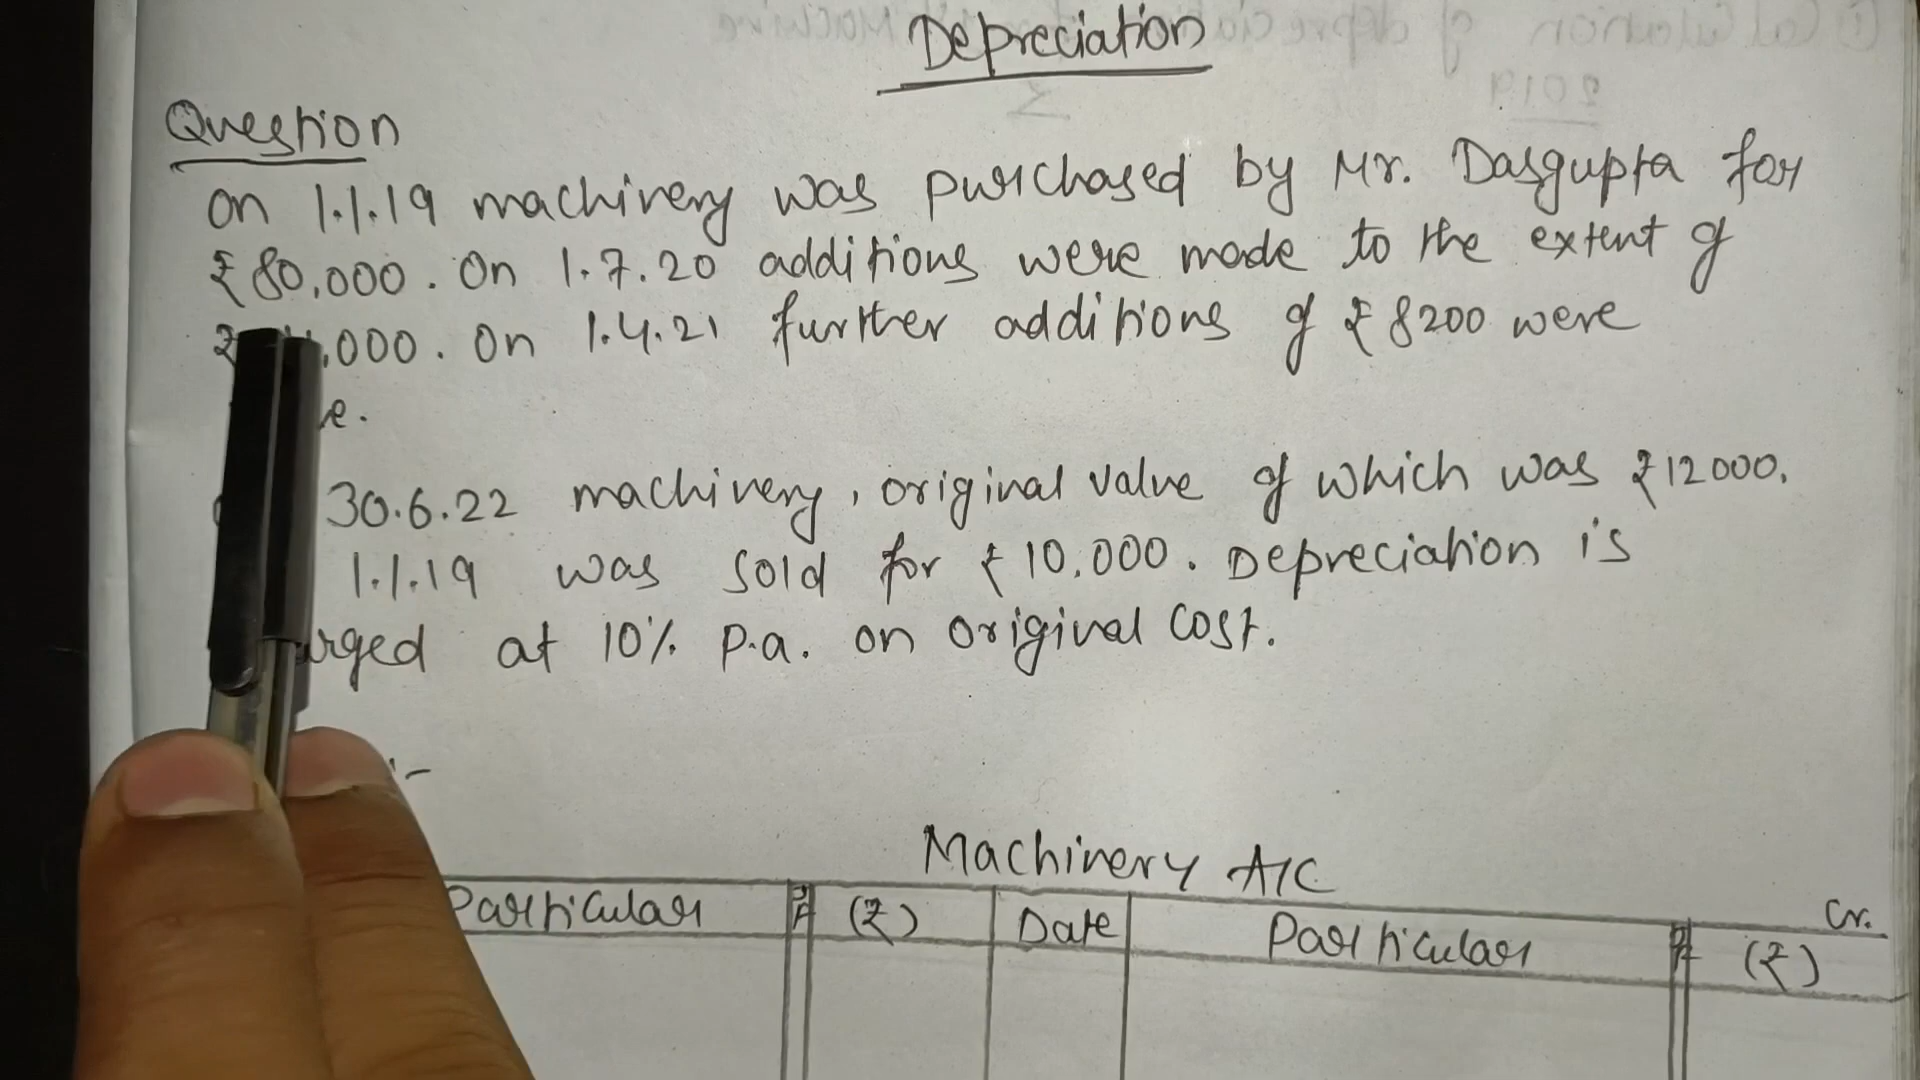 Depreciation
Question
On 1.1.19 machinery was purchased by Mr. Dasgupta for
₹80,000. On 1.7.20 additions were made to the extent of
,000. On 1.4.21 further additions of ₹8200 were
30.6.22 machinery, original value of which was ₹12000,
1.1.19 was sold for ₹10,000. Depreciation is
at 10% p.a. on original cost.
:-
Machinery A/C
Cr.
Particular (₹) Date Particular (₹)